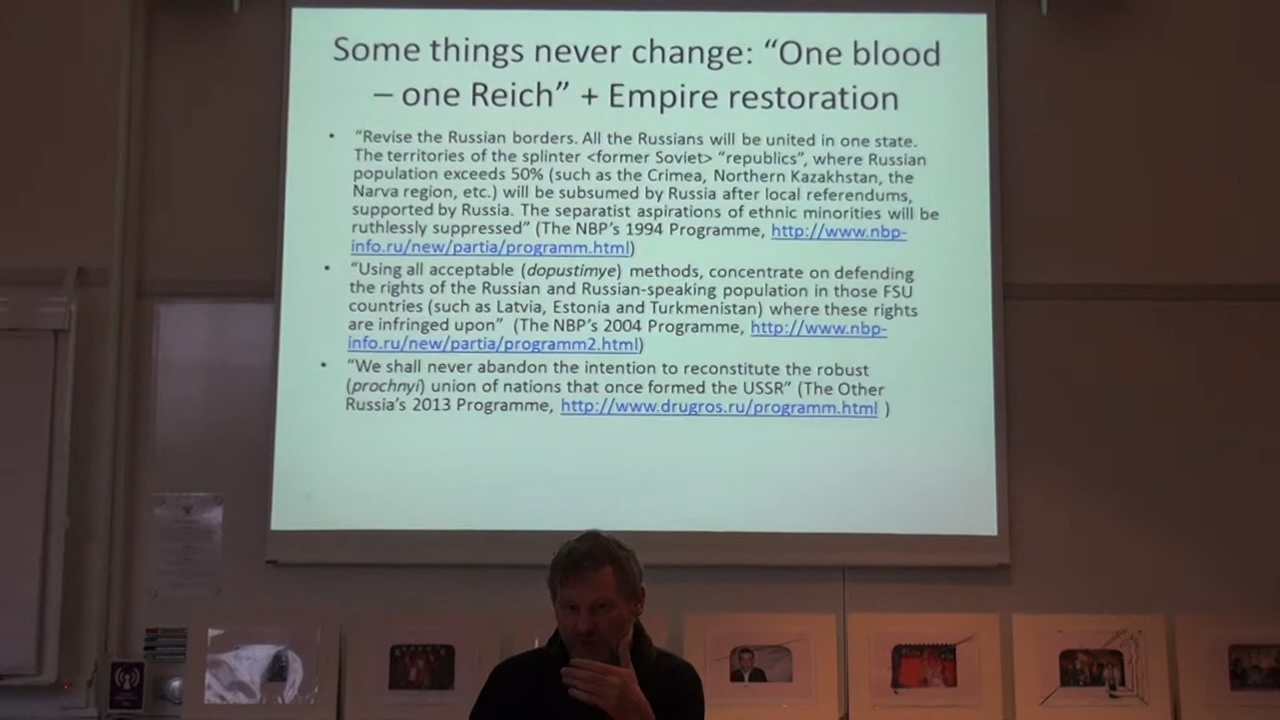 Some things never change: “One blood
– one Reich” + Empire restoration
• “Revise the Russian borders. All the Russians will be united in one state.
The territories of the splinter <former Soviet> “republics”, where Russian
population exceeds 50% (such as the Crimea, Northern Kazakhstan, the
Narva region, etc.) will be subsumed by Russia after local referendums,
supported by Russia. The separatist aspirations of ethnic minorities will be
ruthlessly suppressed” (The NBP’s 1994 Programme, http://www.nbp-
info.ru/new/partia/programm.html)
• “Using all acceptable (dopustimye) methods, concentrate on defending
the rights of the Russian and Russian-speaking population in those FSU
countries (such as Latvia, Estonia and Turkmenistan) where these rights
are infringed upon” (The NBP’s 2004 Programme, http://www.nbp-
info.ru/new/partia/programm2.html)
• “We shall never abandon the intention to reconstitute the robust
(prochnyi) union of nations that once formed the USSR” (The Other
Russia’s 2013 Programme, http://www.drugros.ru/programm.html )